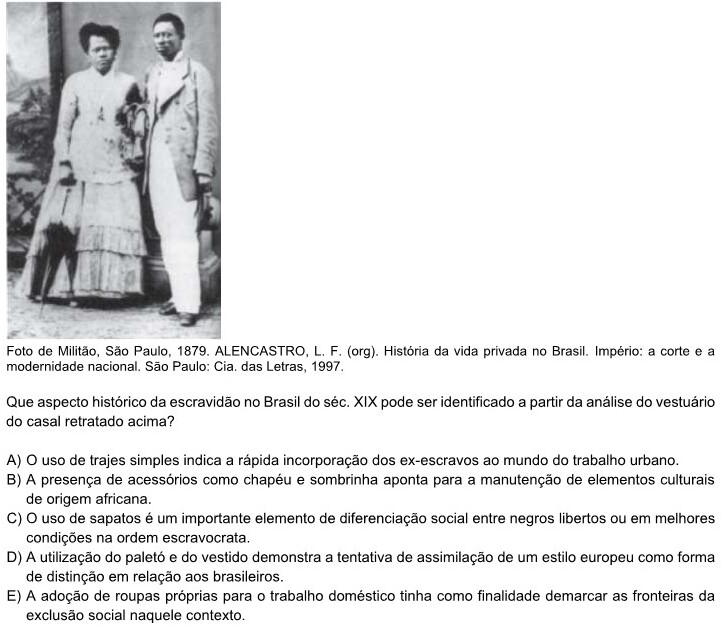 Foto de Militão, São Paulo, 1879. ALENCASTRO, L. F. (org). História da vida privada no Brasil. Império: a corte e a
modernidade nacional. São Paulo: Cia. das Letras, 1997.
Que aspecto histórico da escravidão no Brasil do séc. XIX pode ser identificado a partir da análise do vestuário
do casal retratado acima?
A) O uso de trajes simples indica a rápida incorporação dos ex-escravos ao mundo do trabalho urbano.
B) A presença de acessórios como chapéu e sombrinha aponta para a manutenção de elementos culturais
de origem africana.
C) O uso de sapatos é um importante elemento de diferenciação social entre negros libertos ou em melhores
condições na ordem escravocrata.
D) A utilização do paletó e do vestido demonstra a tentativa de assimilação de um estilo europeu como forma
de distinção em relação aos brasileiros.
E) A adoção de roupas próprias para o trabalho doméstico tinha como finalidade demarcar as fronteiras da
exclusão social naquele contexto.